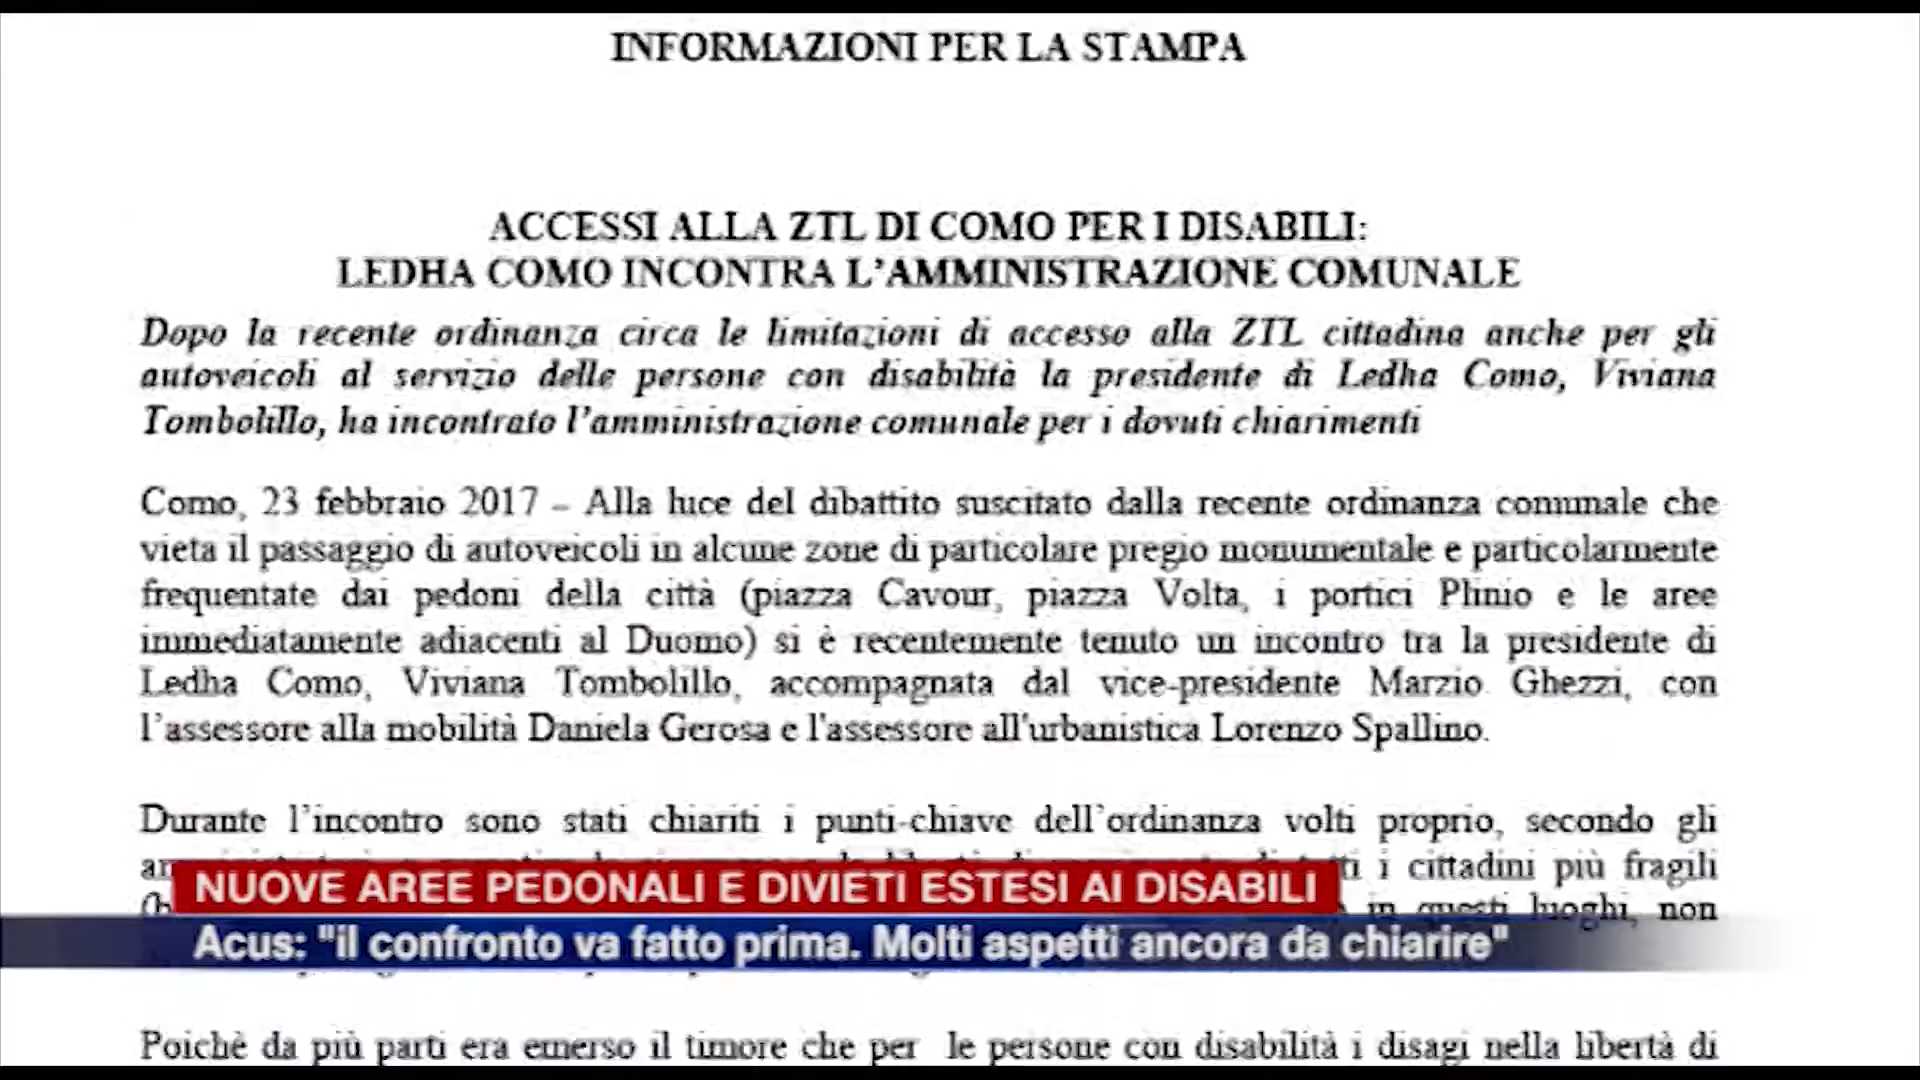 INFORMAZIONI PER LA STAMPA
ACCESSI ALLA ZTL DI COMO PER I DISABILI:
LEDHA COMO INCONTRA L'AMMINISTRAZIONE COMUNALE
Dopo la recente ordinanza circa le limitazioni di accesso alla ZTL cittadina anche per gli
autoveicoli al servizio delle persone con disabilità la presidente di Ledha Como, Viviana
Tombolillo, ha incontrato l'amministrazione comunale per i dovuti chiarimenti
Como, 23 febbraio 2017 – Alla luce del dibattito suscitato dalla recente ordinanza comunale che
vieta il passaggio di autoveicoli in alcune zone di particolare pregio monumentale e particolarmente
frequentate dai pedoni della città (piazza Cavour, piazza Volta, i portici Plinio e le aree
immediatamente adiacenti al Duomo) si è recentemente tenuto un incontro tra la presidente di
Ledha Como, Viviana Tombolillo, accompagnata dal vice-presidente Marzio Ghezzi, con
l'assessore alla mobilità Daniela Gerosa e l'assessore all'urbanistica Lorenzo Spallino.
Durante l'incontro sono stati chiariti i punti-chiave dell'ordinanza volti proprio, secondo gli
i cittadini più fragili
NUOVE AREE PEDONALI E DIVIETI ESTESI AI DISABILI
in questi luoghi, non
Acus: "il confronto va fatto prima. Molti aspetti ancora da chiarire"
Poichè da più parti era emerso il timore che per le persone con disabilità i disagi nella libertà di